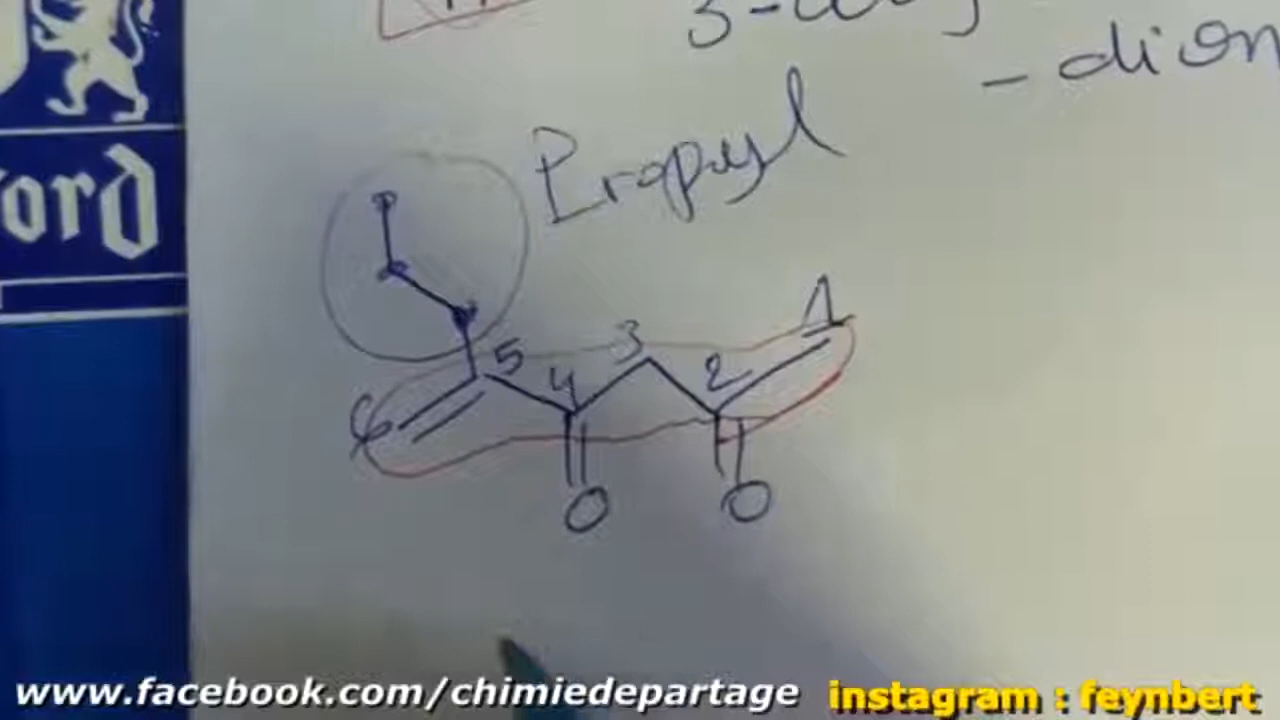 ord
- dion
Propyl
1
3
5
4
2
6
O O
www.facebook.com/chimiedepartage
instagram : feynbert